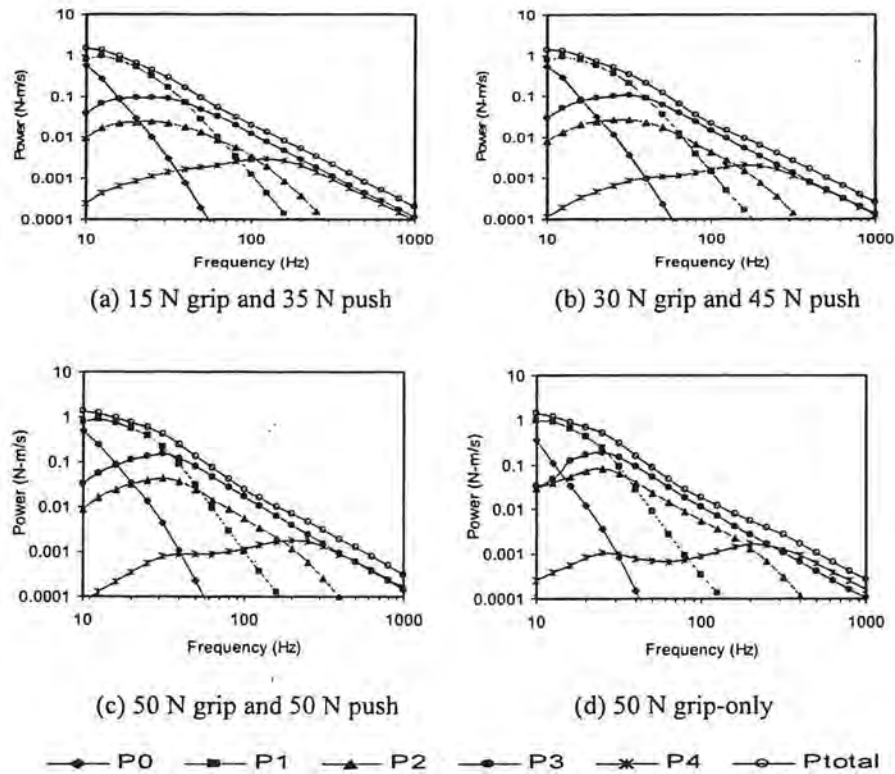 10
1
0.1
0.01
0.001
0.0001
Power (N-m/s)
10 100 1000
Frequency (Hz)
(a) 15 N grip and 35 N push
10
1
0.1
0.01
0.001
0.0001
Power (N-m/s)
10 100 1000
Frequency (Hz)
(b) 30 N grip and 45 N push
10
1
0.1
0.01
0.001
0.0001
Power (N-m/s)
10 100 1000
Frequency (Hz)
(c) 50 N grip and 50 N push
10
1
0.1
0.01
0.001
0.0001
Power (N-m/s)
10 100 1000
Frequency (Hz)
(d) 50 N grip-only
P0 P1 P2 P3 P4 Ptotal